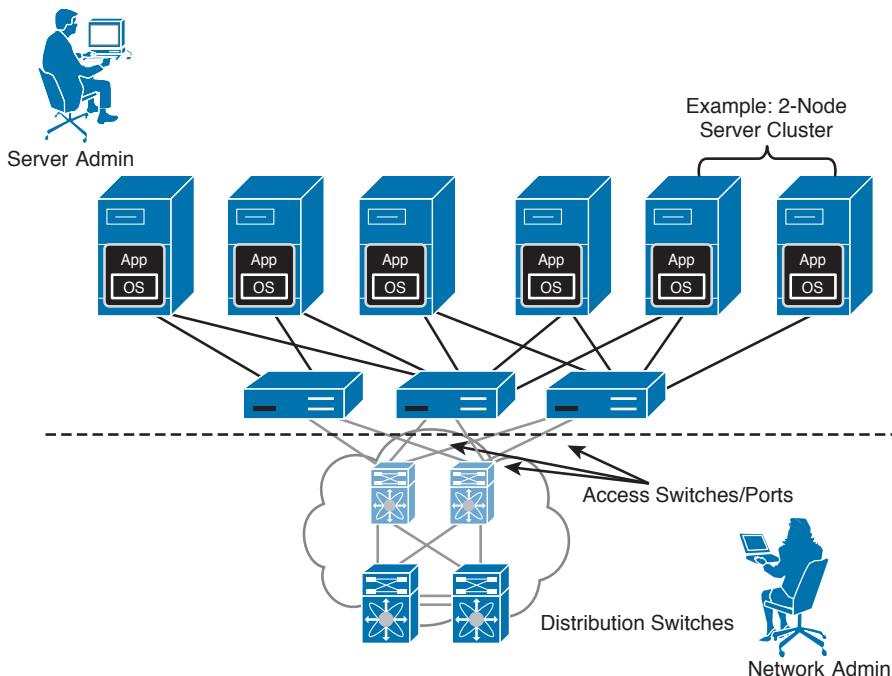 Example: 2-Node
Server Cluster
Server Admin
App
App
App
App
App
App
OS
OS
OS
OS
OS
OS
Access Switches/Ports
Distribution Switches
Network Admin